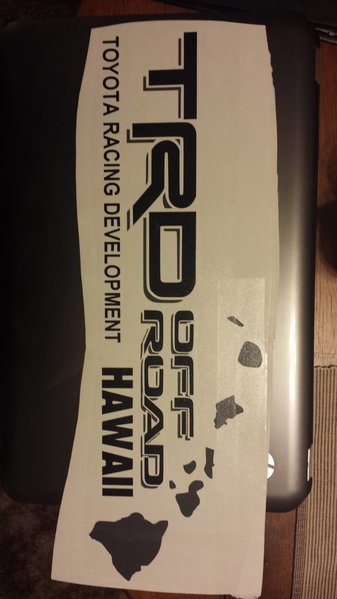 TRD OFF
ROAD
TOYOTA RACING DEVELOPMENT HAWAII